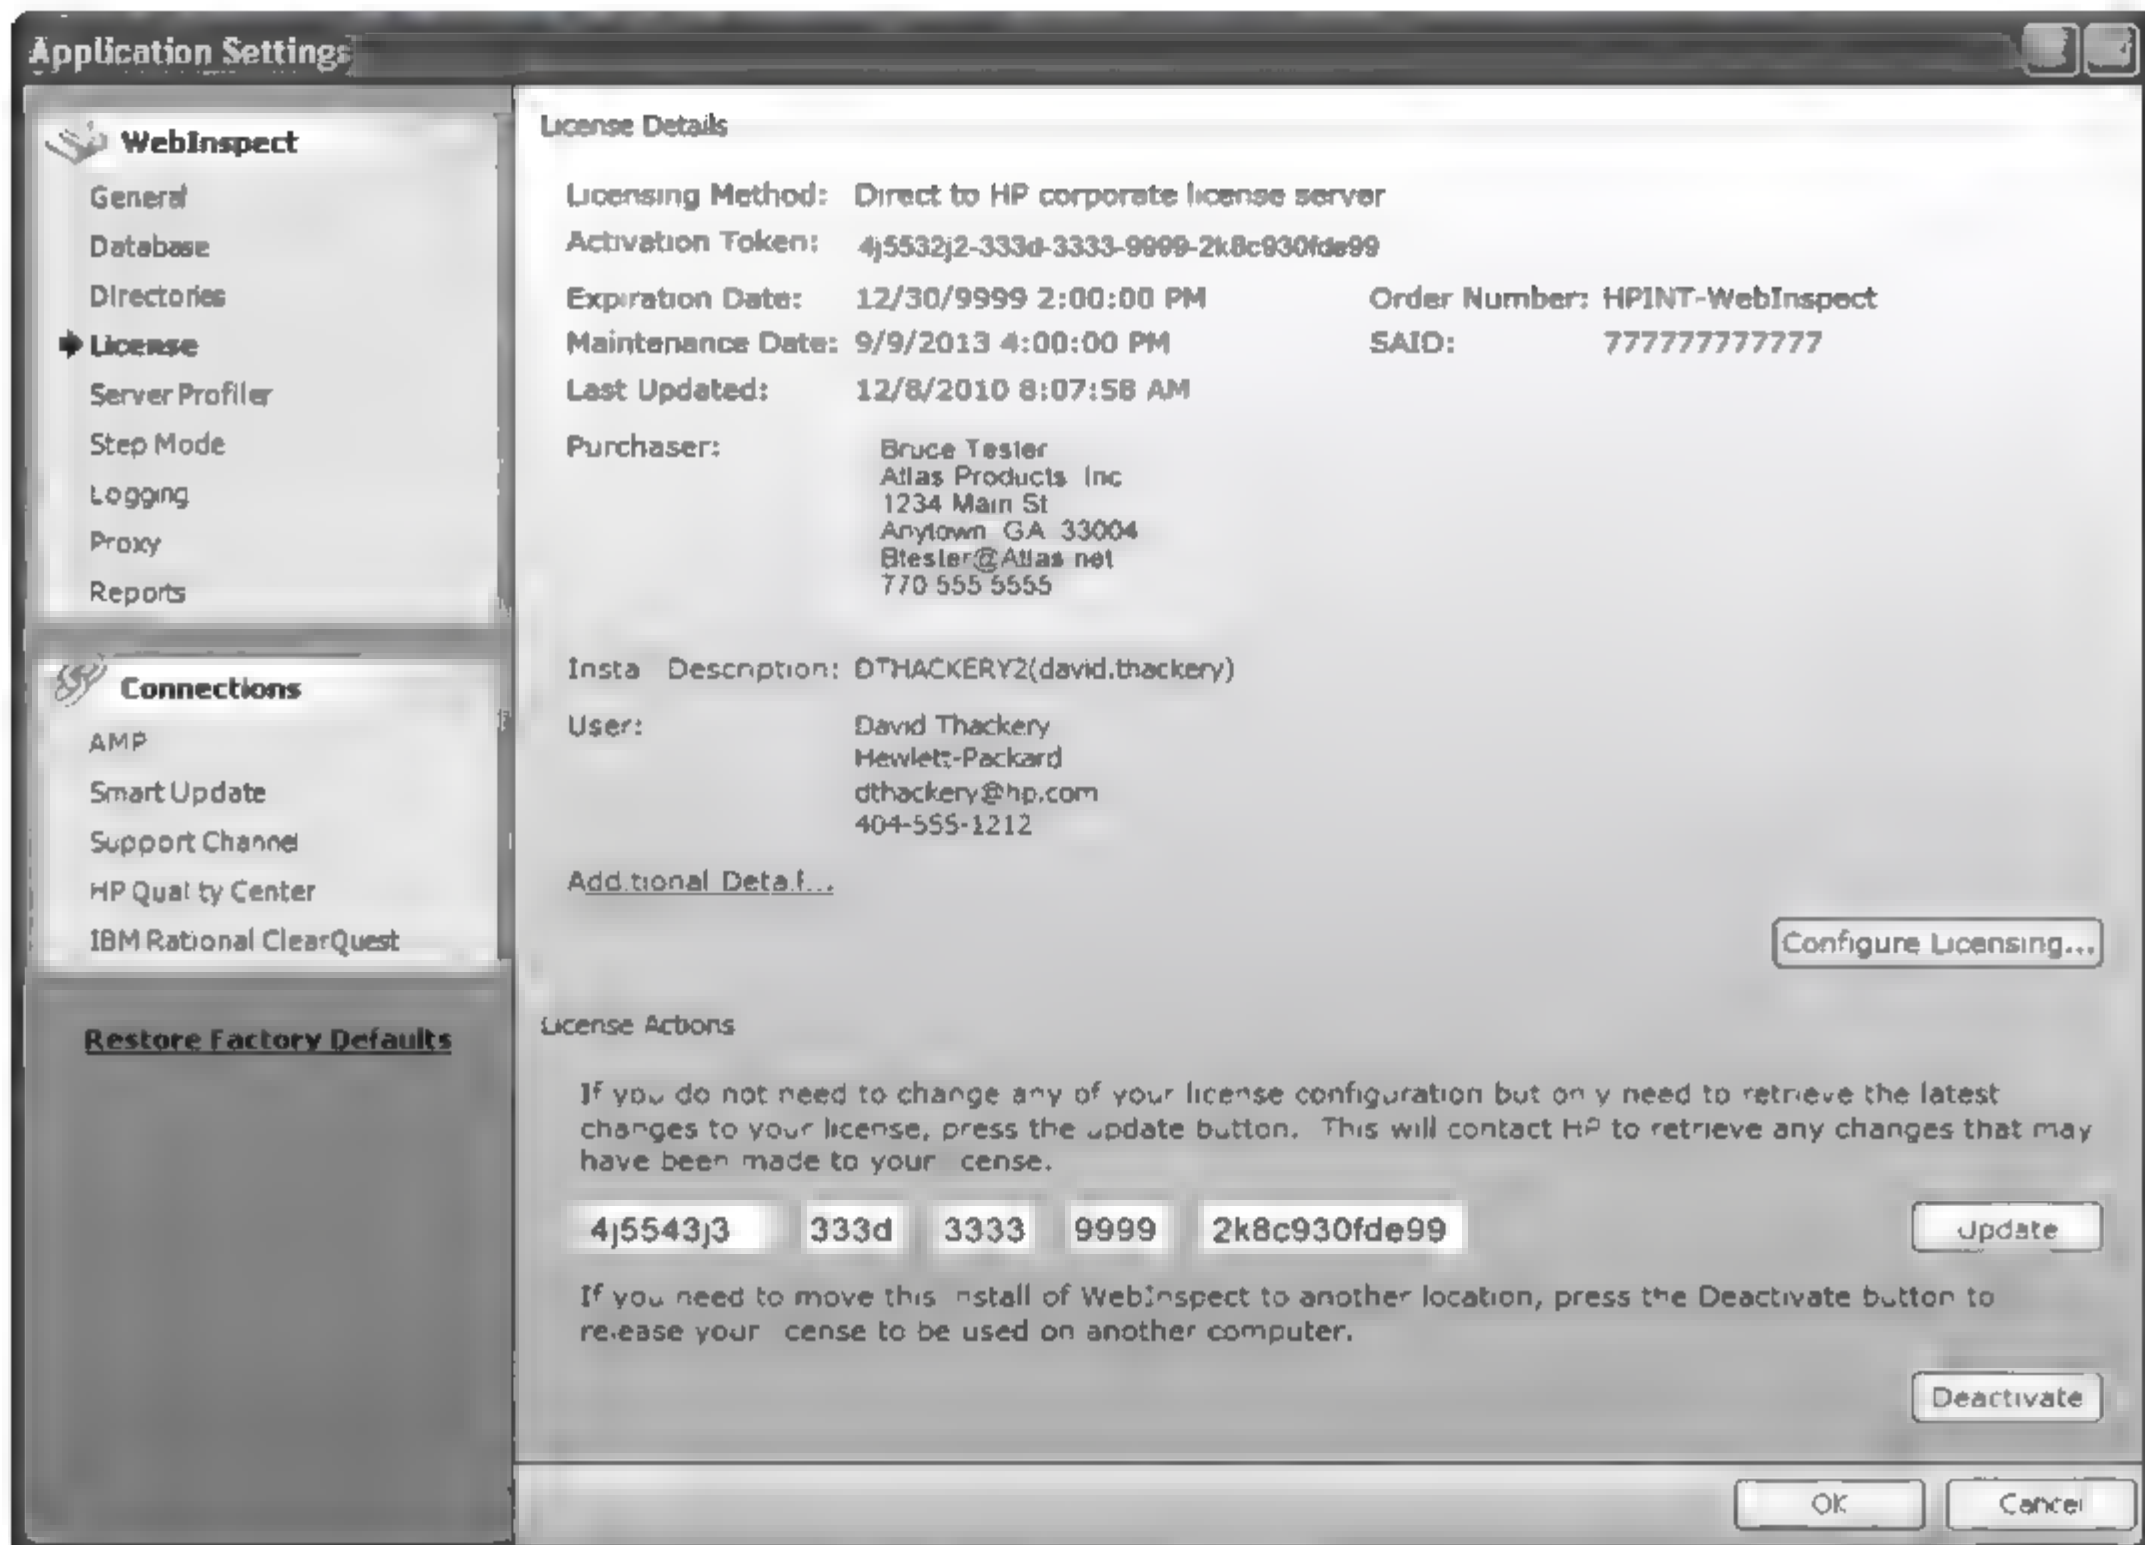 Application Settings
WebInspect
General
Database
Directories
License
Server Profiler
Step Mode
Logging
Proxy
Reports
Connections
AMP
Smart Update
Support Channel
HP Quality Center
IBM Rational ClearQuest
Restore Factory Defaults
License Details
Licensing Method: Direct to HP corporate license server
Activation Token: 4j5532j2-333d-3333-9999-2k8c930fde99
Expiration Date: 12/30/9999 2:00:00 PM Order Number: HPINT-WebInspect
Maintenance Date: 9/9/2013 4:00:00 PM SAID: 777777777777
Last Updated: 12/8/2010 8:07:58 AM
Purchaser: Bruce Tester
Atlas Products Inc
1234 Main St
Anytown GA 33004
Btester@Atlas net
770 555 5555
Insta Description: DTHACKERY2(david.thackery)
User: David Thackery
Hewlett-Packard
dthackery@hp.com
404-555-1212
Additional Detail...
Configure Licensing...
License Actions
If you do not need to change any of your license configuration but only need to retrieve the latest
changes to your license, press the update button. This will contact HP to retrieve any changes that may
have been made to your license.
4j5543j3 333d 3333 9999 2k8c930fde99 Update
If you need to move this install of WebInspect to another location, press the Deactivate button to
release your license to be used on another computer.
Deactivate
OK Cancel